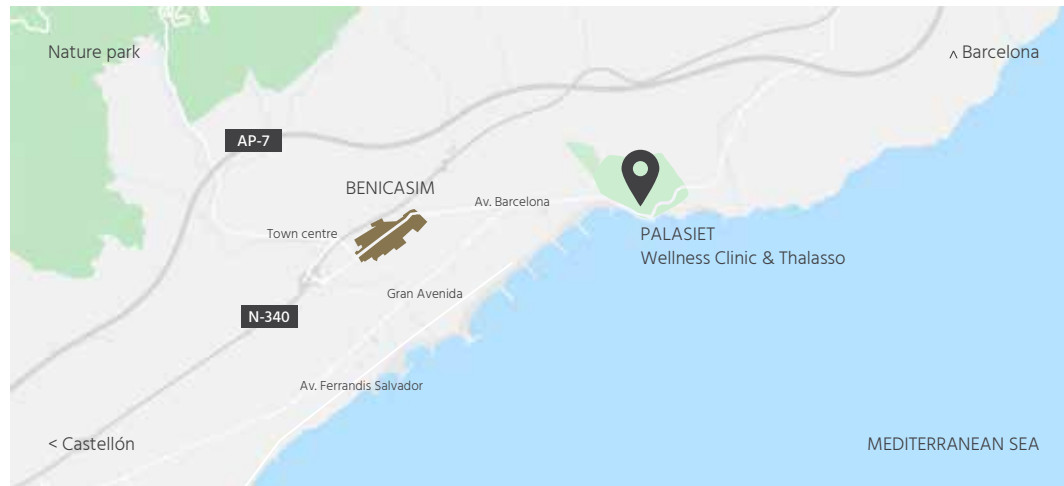 Nature park
^ Barcelona
AP-7
BENICASIM
Av. Barcelona
Town centre
PALASIET
Wellness Clinic & Thalasso
Gran Avenida
N-340
Av. Ferrandis Salvador
< Castellón
MEDITERRANEAN SEA